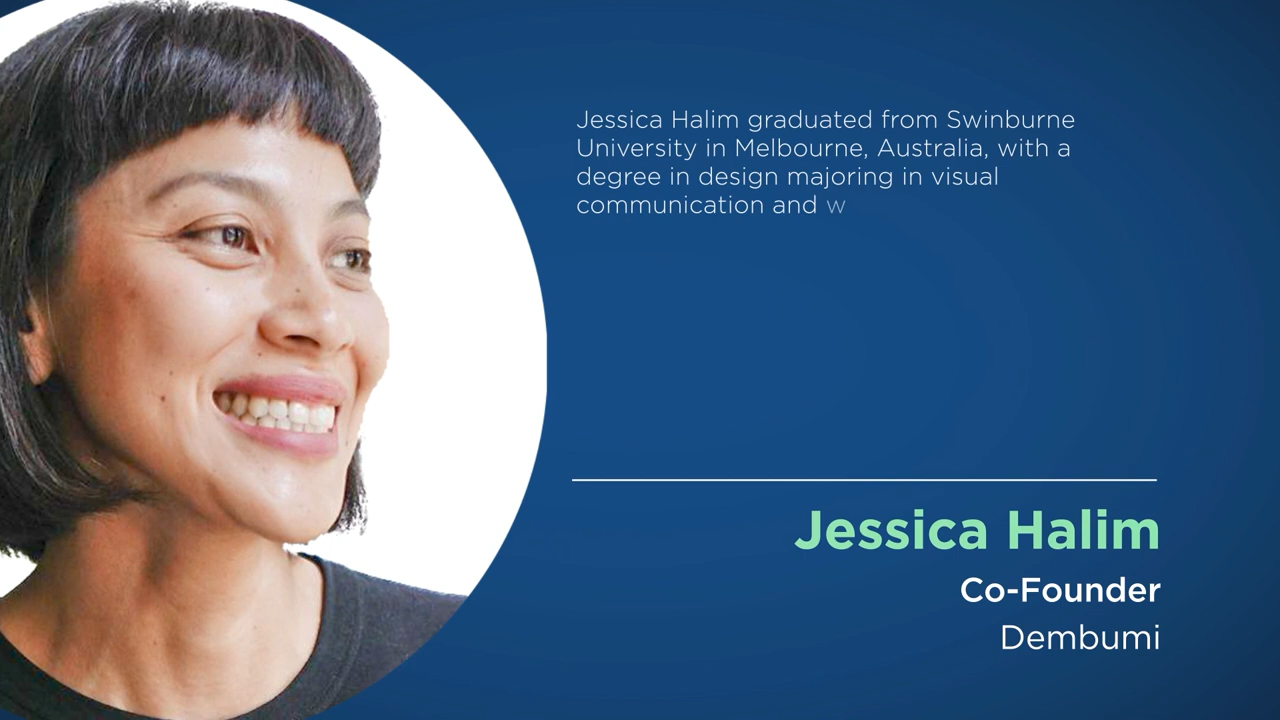 Jessica Halim graduated from Swinburne
University in Melbourne, Australia, with a
degree in design majoring in visual
communication and w
Jessica Halim
Co-Founder
Dembumi